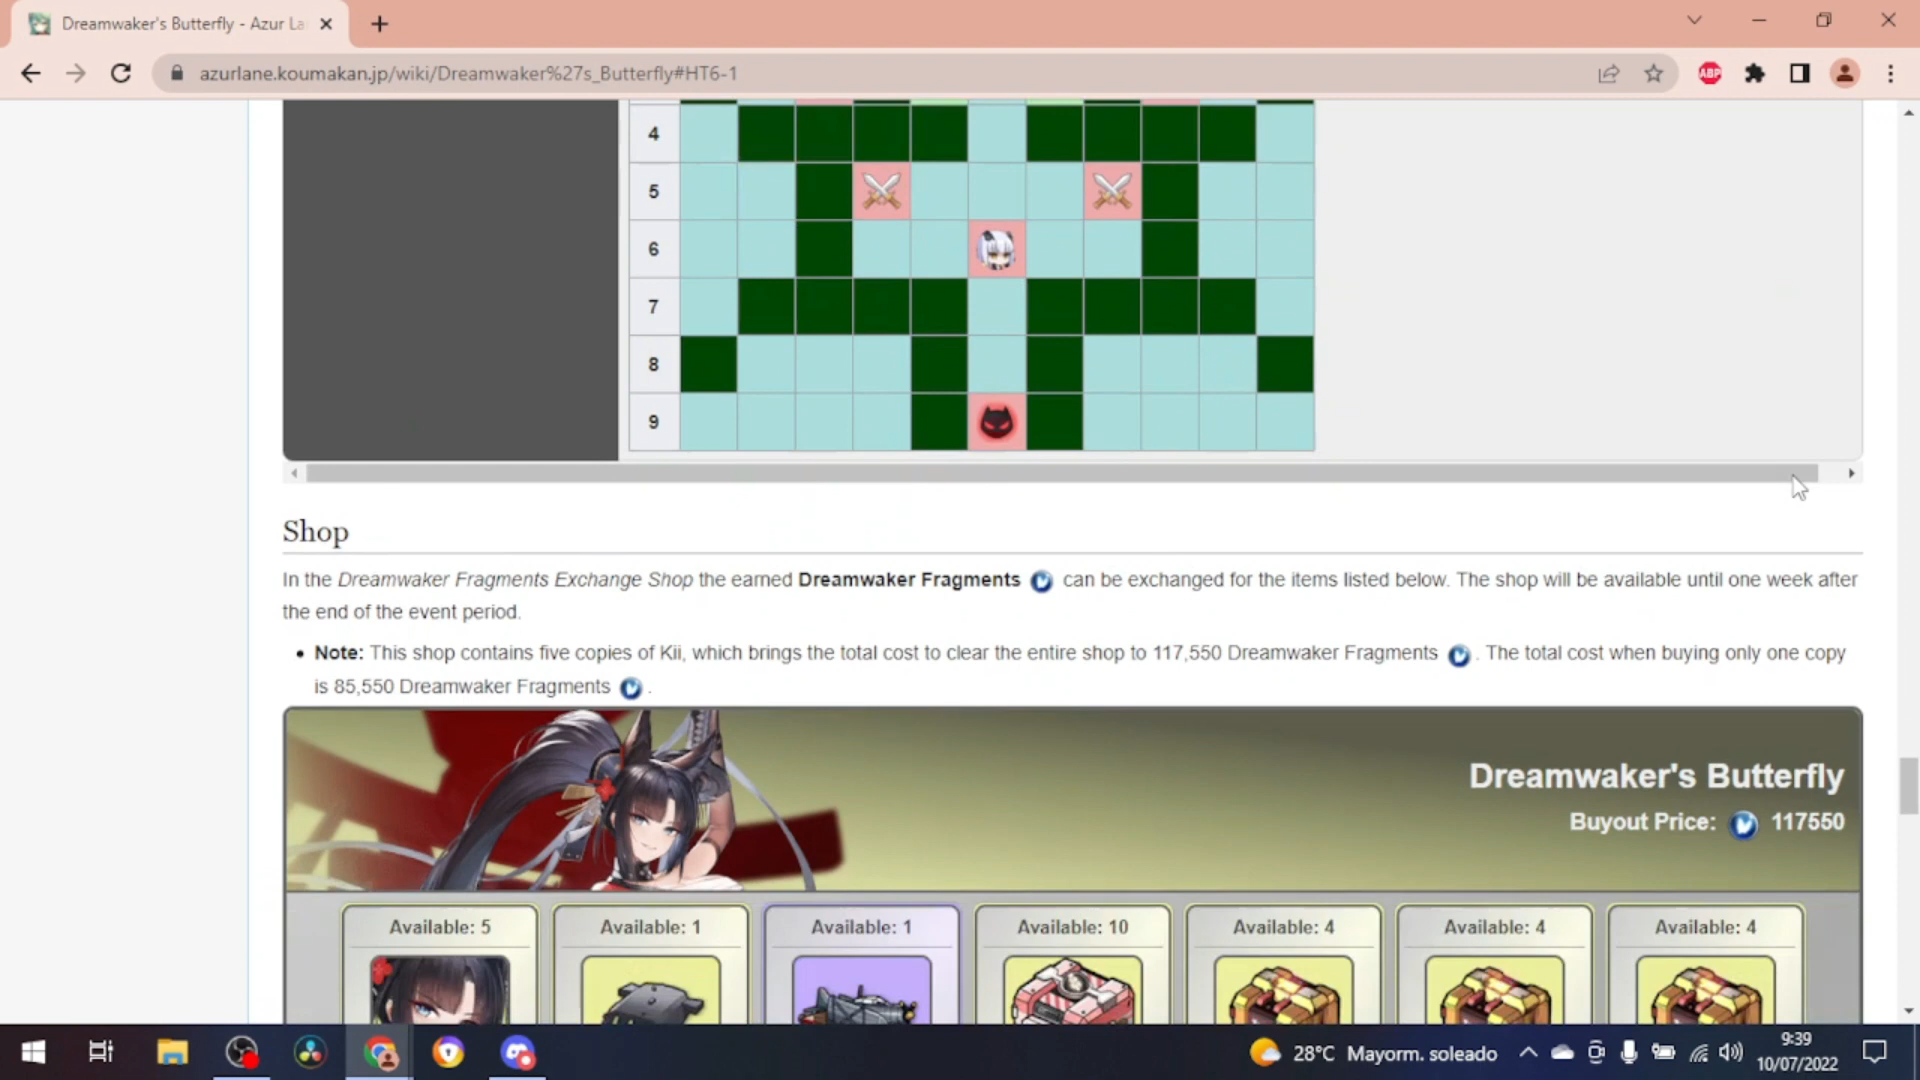 Dreamwaker's Butterfly - Azur La
azurlane.koumakan.jp/wiki/Dreamwaker%27s_Butterfly#HT6-1
ABP
4
5
6
7
8
9
Shop
In the Dreamwaker Fragments Exchange Shop the earned Dreamwaker Fragments can be exchanged for the items listed below. The shop will be available until one week after
the end of the event period.
• Note: This shop contains five copies of Kii, which brings the total cost to clear the entire shop to 117,550 Dreamwaker Fragments . The total cost when buying only one copy
is 85,550 Dreamwaker Fragments .
Dreamwaker's Butterfly
Buyout Price: 117550
Available: 5
Available: 1
Available: 1
Available: 10
Available: 4
Available: 4
Available: 4
28°C Mayorm. soleado
9:39
10/07/2022